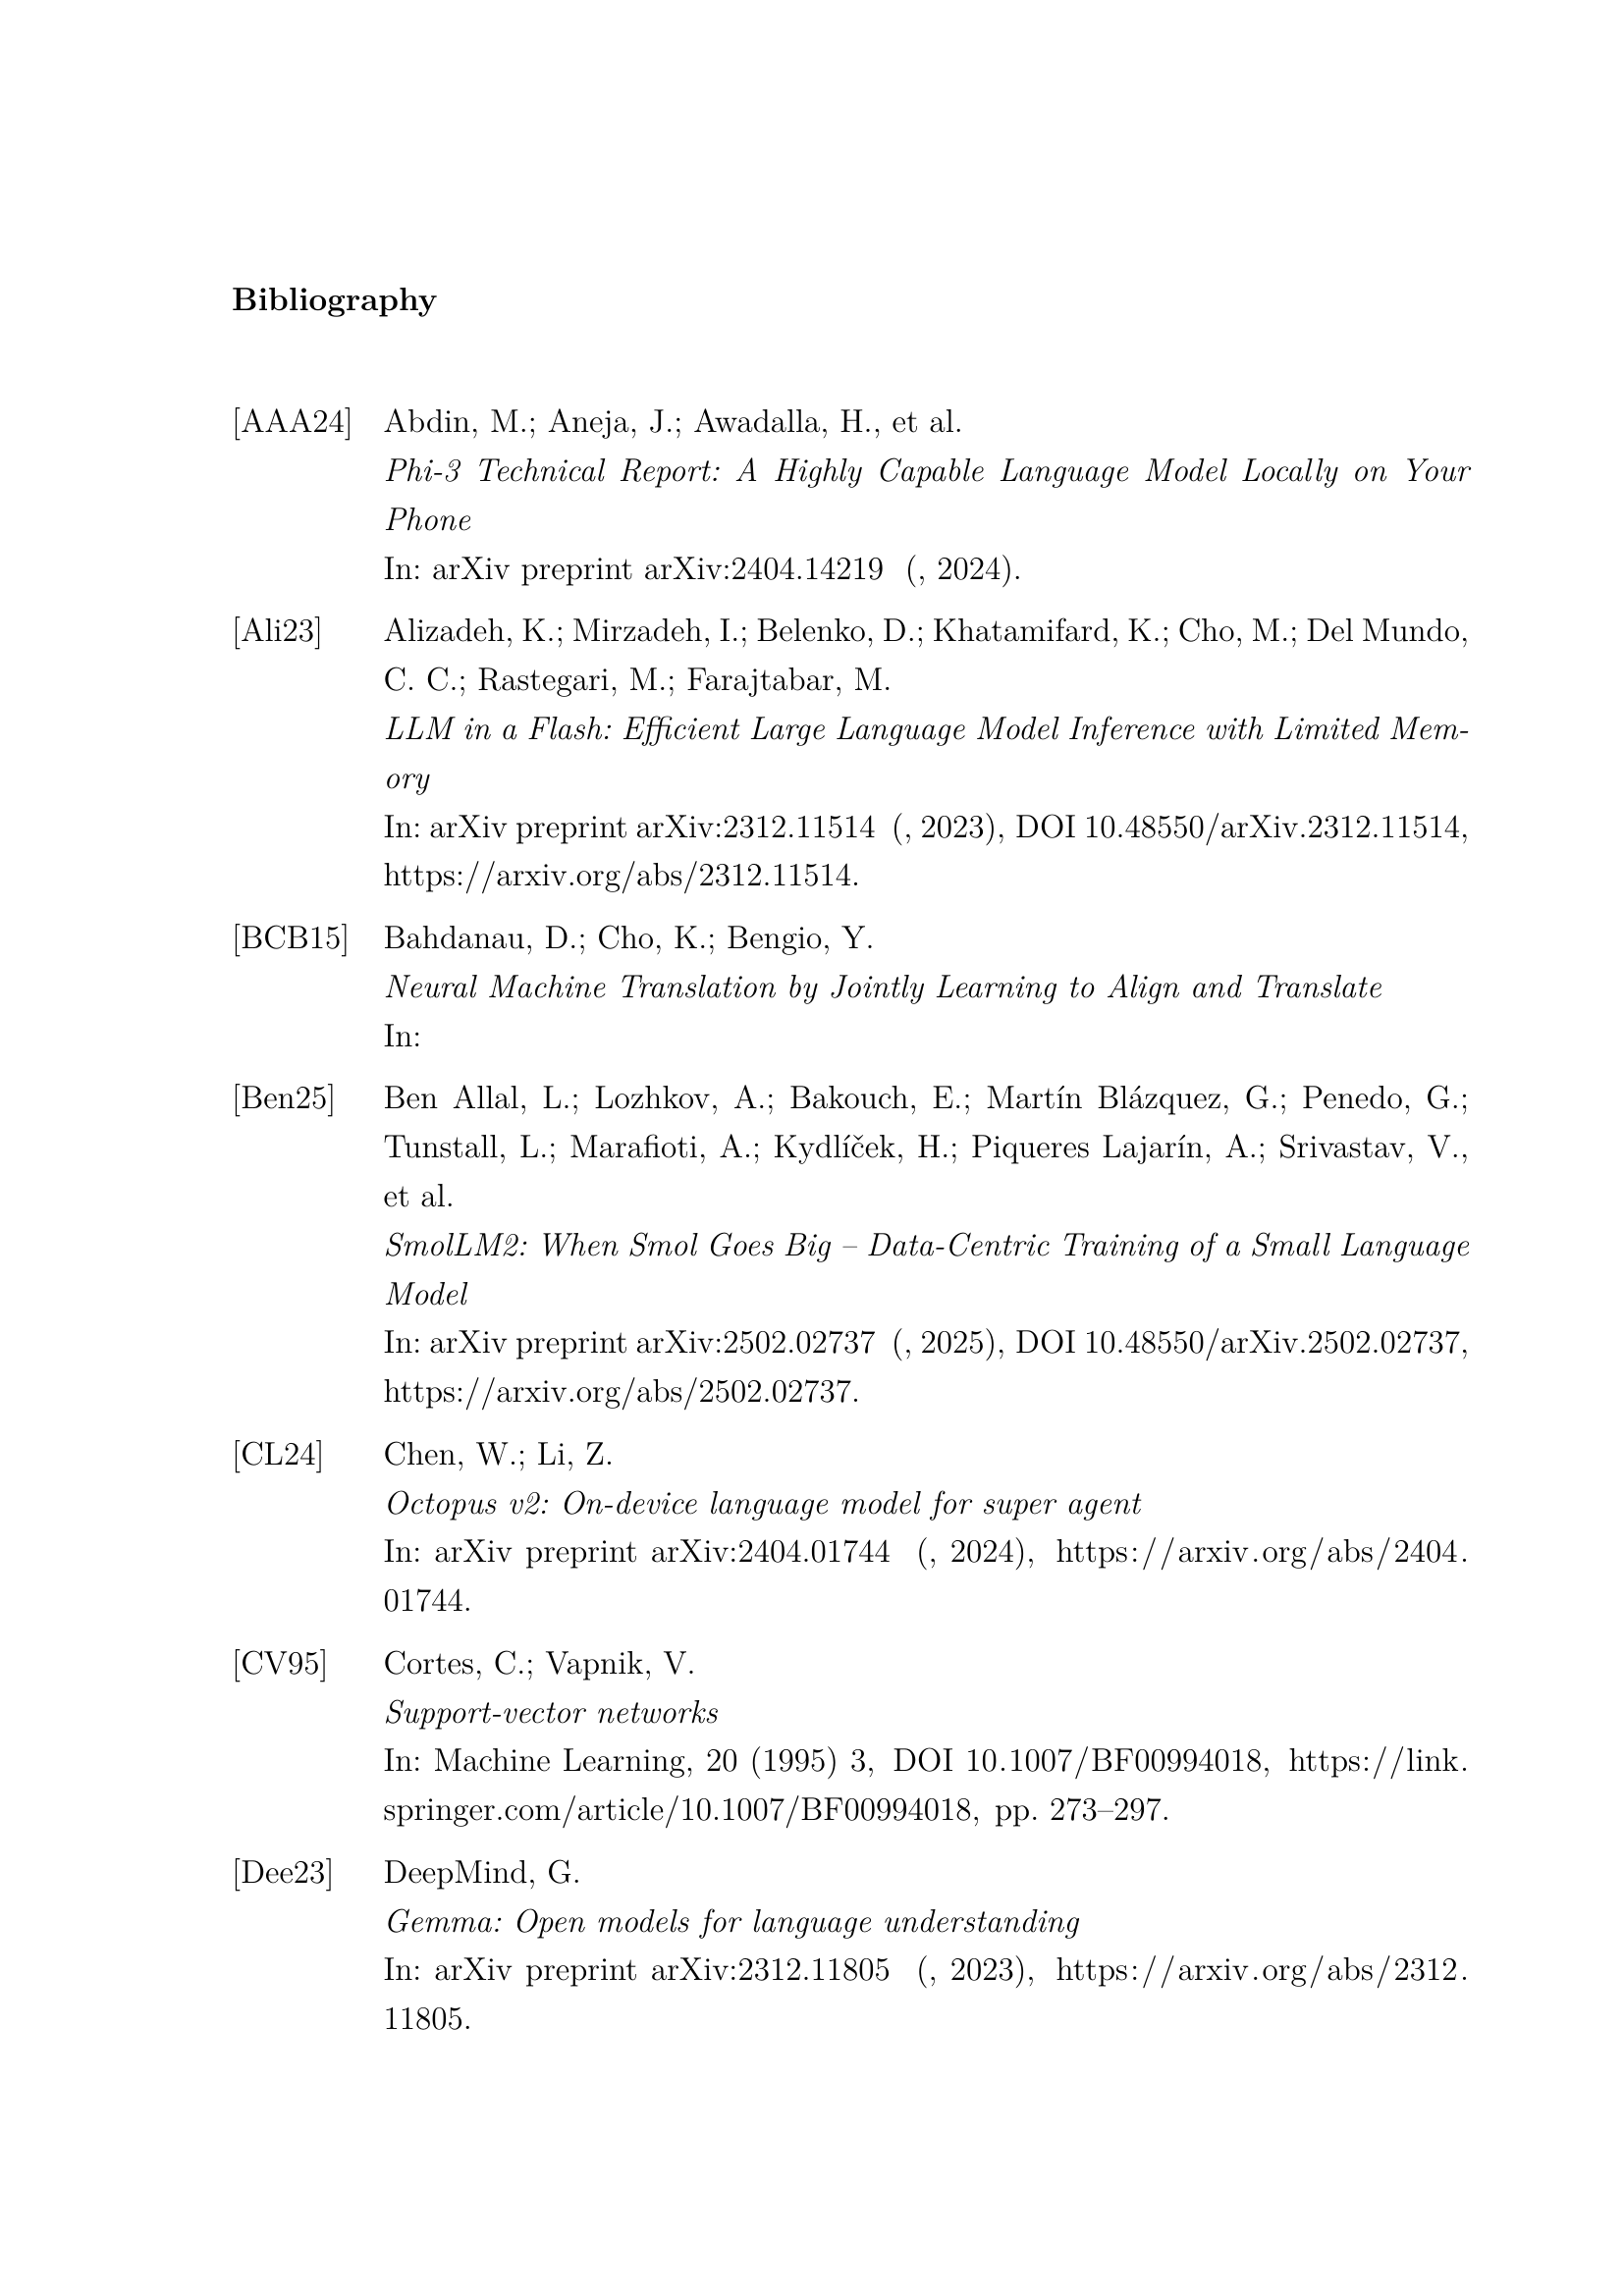 Bibliography
[AAA24] Abdin, M.; Aneja, J.; Awadalla, H., et al.
Phi-3 Technical Report: A Highly Capable Language Model Locally on Your
Phone
In: arXiv preprint arXiv:2404.14219 (, 2024).
[Ali23] Alizadeh, K.; Mirzadeh, I.; Belenko, D.; Khatamifard, K.; Cho, M.; Del Mundo,
C. C.; Rastegari, M.; Farajtabar, M.
LLM in a Flash: Efficient Large Language Model Inference with Limited Mem-
ory
In: arXiv preprint arXiv:2312.11514 (, 2023), DOI 10.48550/arXiv.2312.11514,
https://arxiv.org/abs/2312.11514.
[BCB15] Bahdanau, D.; Cho, K.; Bengio, Y.
Neural Machine Translation by Jointly Learning to Align and Translate
In:
[Ben25] Ben Allal, L.; Lozhkov, A.; Bakouch, E.; Martín Blázquez, G.; Penedo, G.;
Tunstall, L.; Marafioti, A.; Kydlíček, H.; Piqueres Lajarín, A.; Srivastav, V.,
et al.
SmolLM2: When Smol Goes Big – Data-Centric Training of a Small Language
Model
In: arXiv preprint arXiv:2502.02737 (, 2025), DOI 10.48550/arXiv.2502.02737,
https://arxiv.org/abs/2502.02737.
[CL24] Chen, W.; Li, Z.
Octopus v2: On-device language model for super agent
In: arXiv preprint arXiv:2404.01744 (, 2024), https://arxiv.org/abs/2404.
01744.
[CV95] Cortes, C.; Vapnik, V.
Support-vector networks
In: Machine Learning, 20 (1995) 3, DOI 10.1007/BF00994018, https://link.
springer.com/article/10.1007/BF00994018, pp. 273–297.
[Dee23] DeepMind, G.
Gemma: Open models for language understanding
In: arXiv preprint arXiv:2312.11805 (, 2023), https://arxiv.org/abs/2312.
11805.